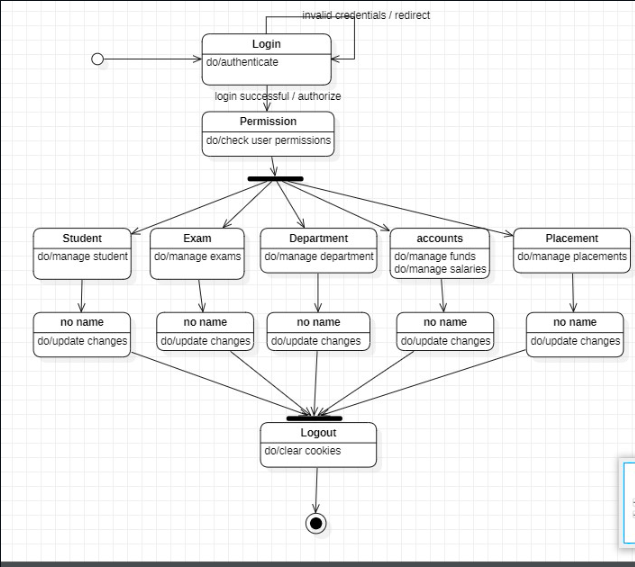 invalid credentials / redirect
Login
do/authenticate
login successful / authorize
Permission
do/check user permissions
Student
do/manage student
Exam
do/manage exams
Department
do/manage department
accounts
do/manage funds
do/manage salaries
Placement
do/manage placements
no name
do/update changes
no name
do/update changes
no name
do/update changes
no name
do/update changes
no name
do/update changes
Logout
do/clear cookies